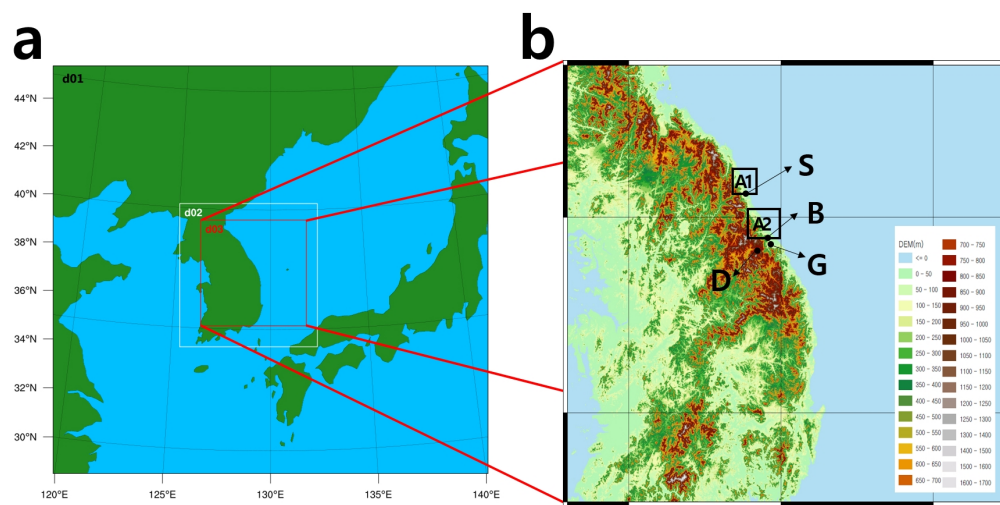 a
b
d01
44°N
42°N
40°N
38°N
36°N
34°N
32°N
30°N
120°E
125°E
130°E
135°E
140°E
d02
d03
A1
S
A2
B
G
D
DEM(m)
<= 0
0 - 50
50 - 100
100 - 150
150 - 200
200 - 250
250 - 300
300 - 350
350 - 400
400 - 450
450 - 500
500 - 550
550 - 600
600 - 650
650 - 700
700 - 750
750 - 800
800 - 850
850 - 900
900 - 950
950 - 1000
1000 - 1050
1050 - 1100
1100 - 1150
1150 - 1200
1200 - 1250
1250 - 1300
1300 - 1400
1400 - 1500
1500 - 1600
1600 - 1700